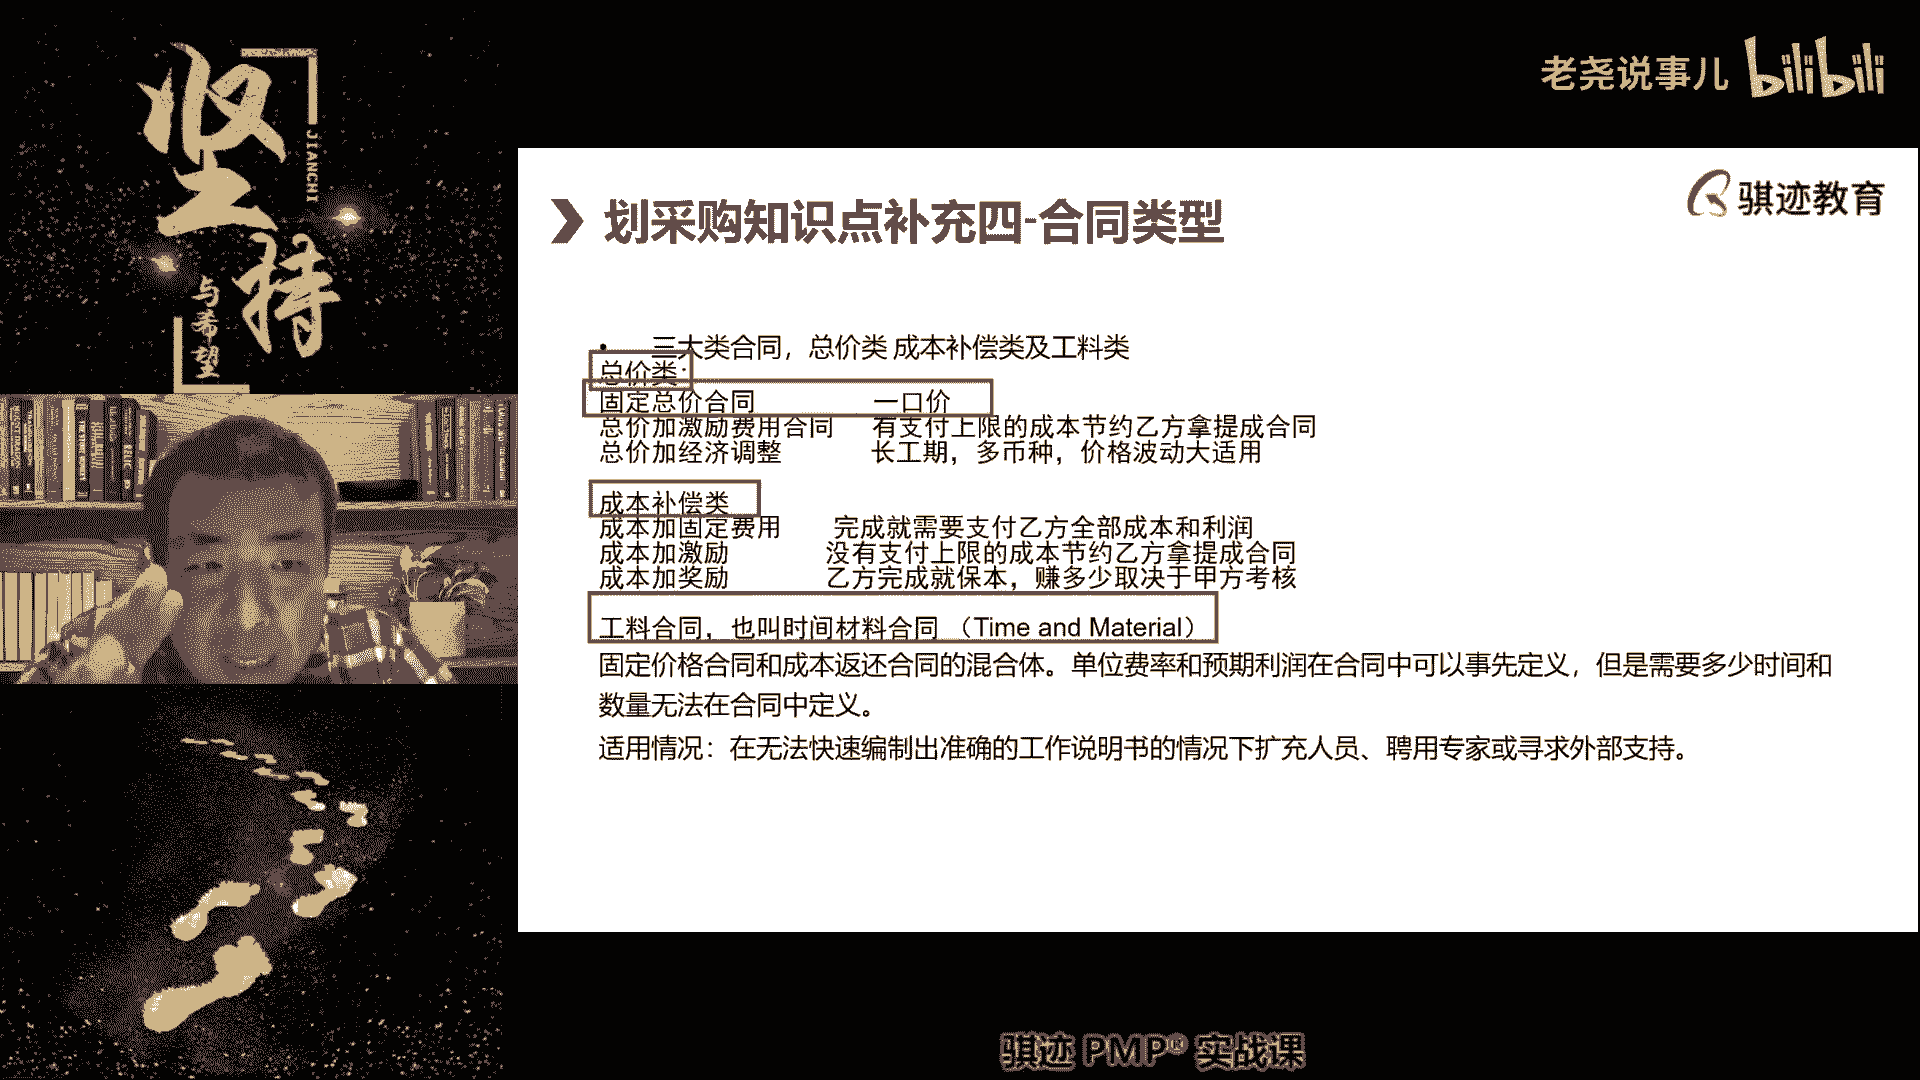 坚持
JIANCHI
与希望
老尧说事儿 bilibili
骐迹教育
划采购知识点补充四-合同类型
• 三大类合同，总价类 成本补偿类及工料类
总价类：
固定总价合同 一口价
总价加激励费用合同 有支付上限的成本节约乙方拿提成合同
总价加经济调整 长工期，多币种，价格波动大适用
成本补偿类
成本加固定费用 完成就需要支付乙方全部成本和利润
成本加激励 没有支付上限的成本节约乙方拿提成合同
成本加奖励 乙方完成就保本，赚多少取决于甲方考核
工料合同，也叫时间材料合同 （Time and Material）
固定价格合同和成本返还合同的混合体。单位费率和预期利润在合同中可以事先定义，但是需要多少时间和
数量无法在合同中定义。
适用情况：在无法快速编制出准确的工作说明书的情况下扩充人员、聘用专家或寻求外部支持。
骐迹 PMP® 实战课